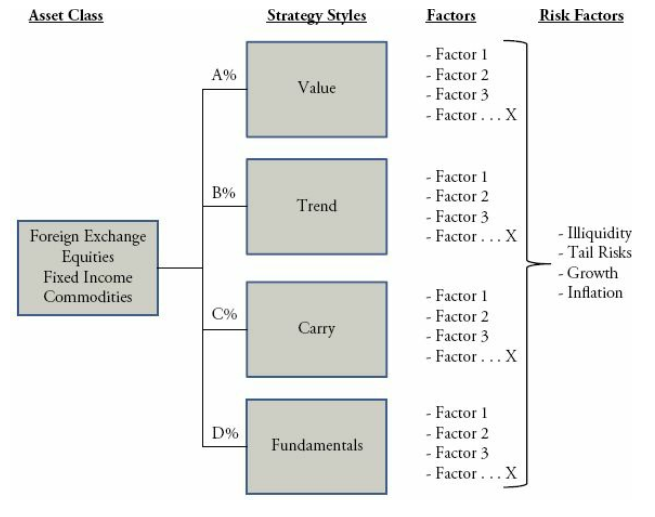 Asset Class
Strategy Styles
Factors
Risk Factors
Foreign Exchange
Equities
Fixed Income
Commodities
A%
Value
- Factor 1
- Factor 2
- Factor 3
- Factor . . . X
B%
Trend
- Factor 1
- Factor 2
- Factor 3
- Factor . . . X
C%
Carry
- Factor 1
- Factor 2
- Factor 3
- Factor . . . X
D%
Fundamentals
- Factor 1
- Factor 2
- Factor 3
- Factor . . . X
- Illiquidity
- Tail Risks
- Growth
- Inflation